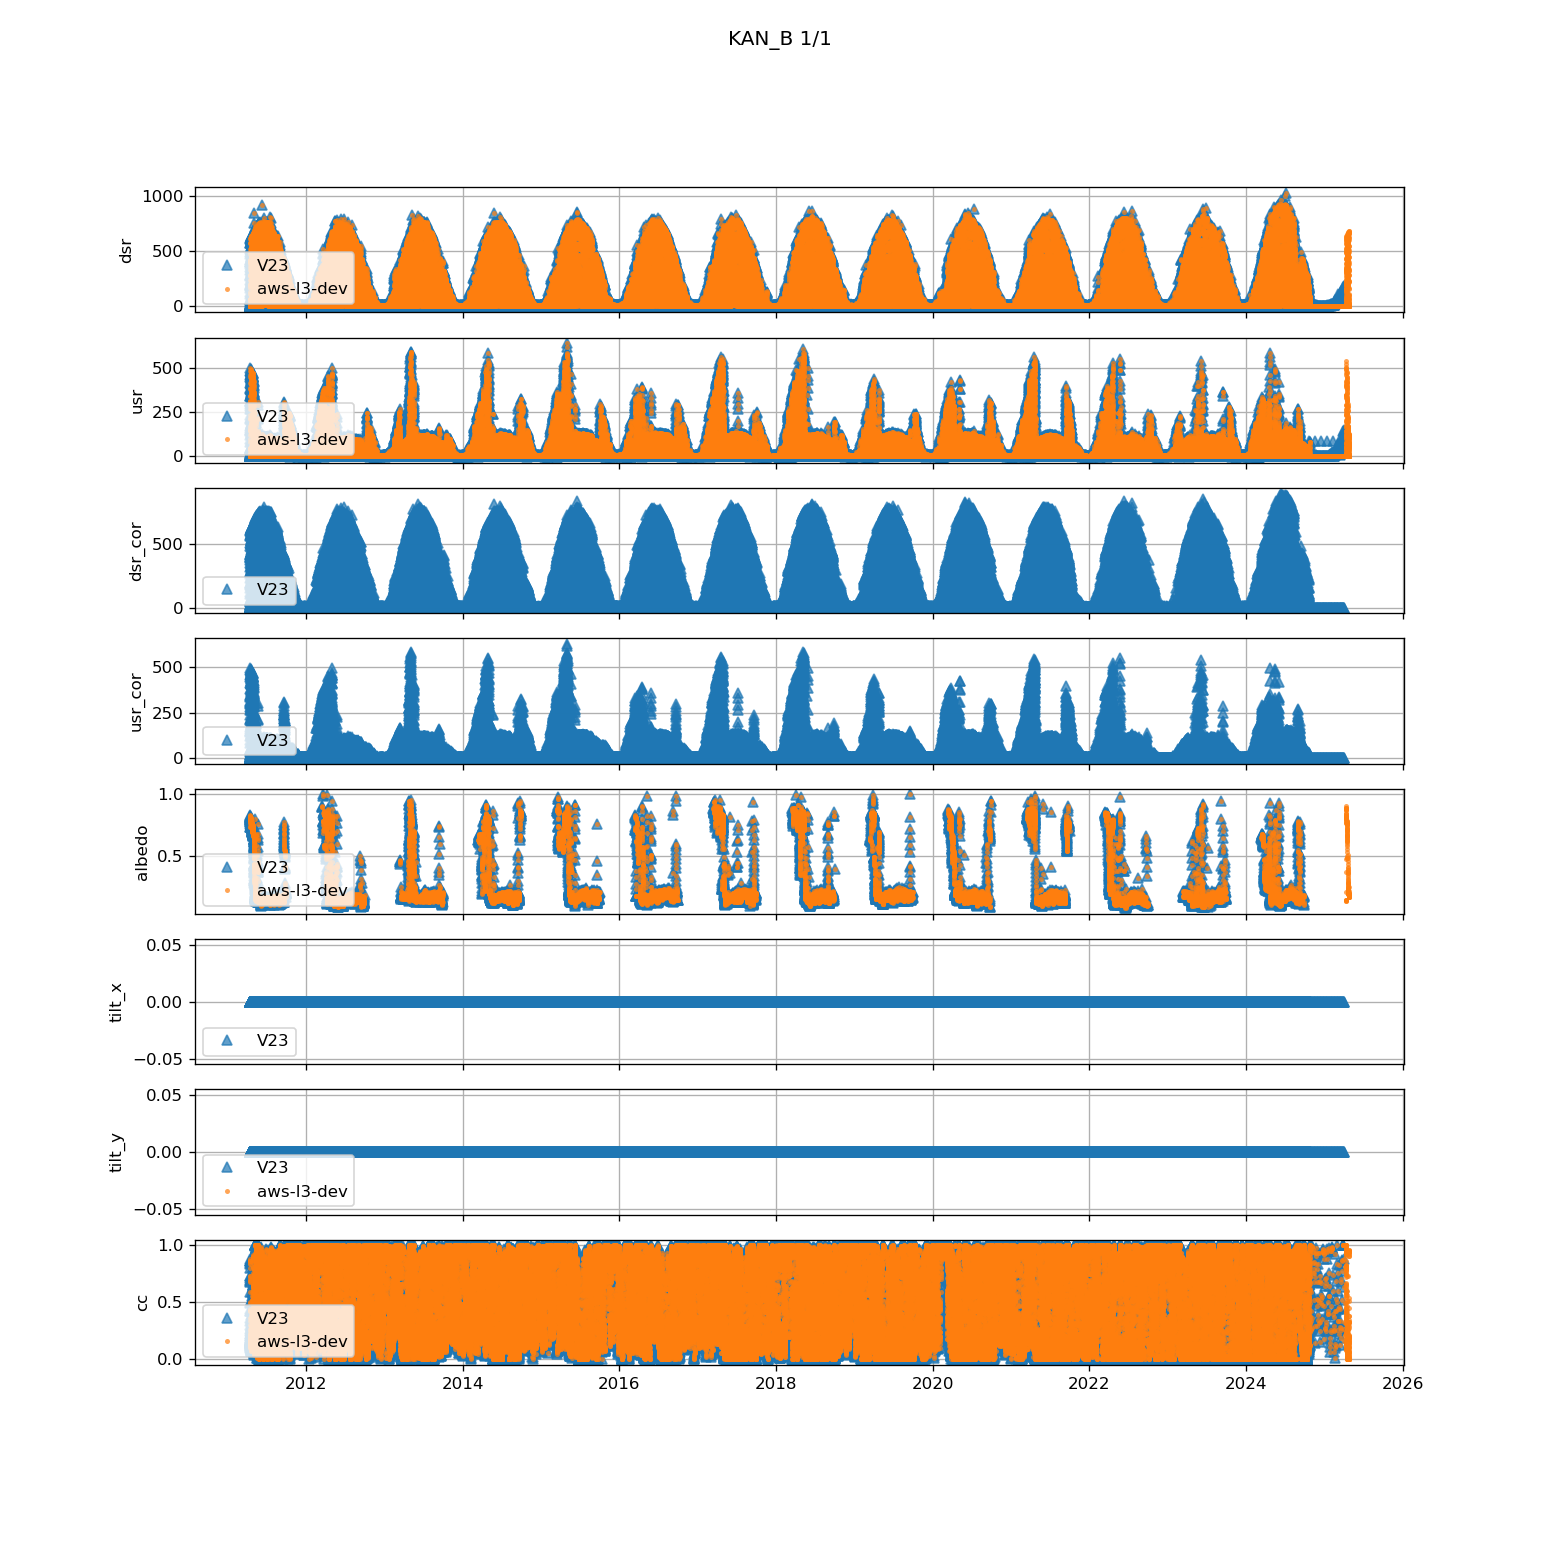 KAN_B 1/1
1000
500
0
dsr
V23
aws-l3-dev
500
250
0
usr
V23
aws-l3-dev
500
0
dsr_cor
V23
500
250
0
usr_cor
V23
1.0
0.5
albedo
V23
aws-l3-dev
0.05
0.00
−0.05
tilt_x
V23
0.05
0.00
−0.05
tilt_y
V23
aws-l3-dev
1.0
0.5
0.0
cc
V23
aws-l3-dev
2012 2014 2016 2018 2020 2022 2024 2026